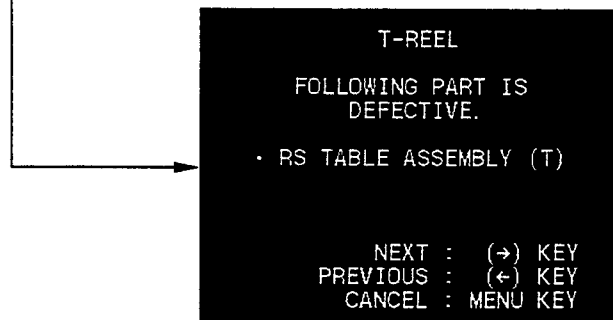 T-REEL
FOLLOWING PART IS
DEFECTIVE.
· RS TABLE ASSEMBLY (T)
NEXT : (→) KEY
PREVIOUS : (←) KEY
CANCEL : MENU KEY